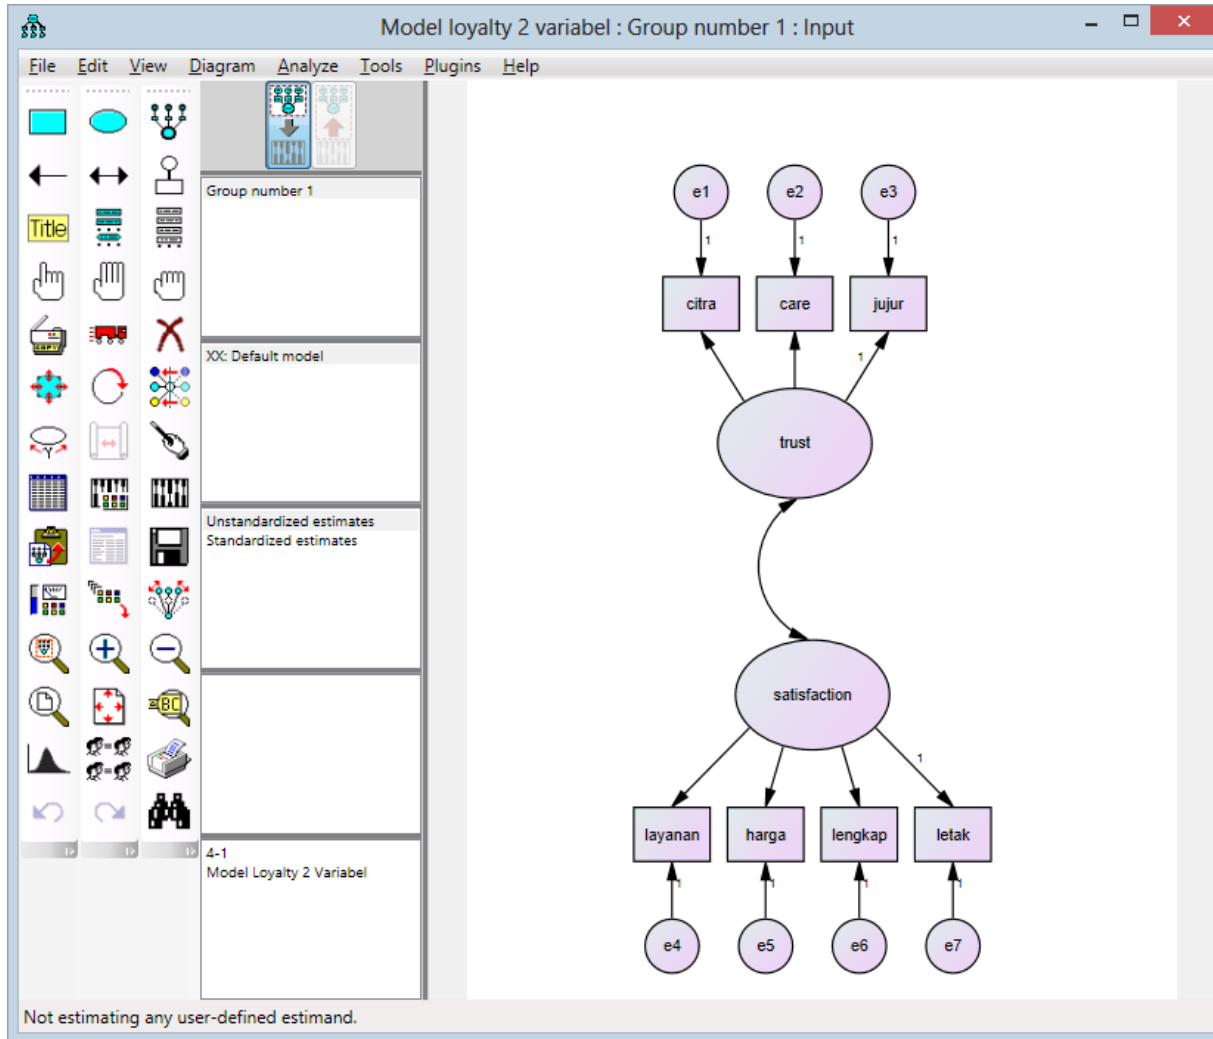 Model loyalty 2 variabel : Group number 1 : Input
File Edit View Diagram Analyze Tools Plugins Help
Title
Group number 1
XX: Default model
Unstandardized estimates
Standardized estimates
4-1
Model Loyalty 2 Variabel
e1 e2 e3
1 1 1
citra care jujur
1
trust
satisfaction
1
layanan harga lengkap letak
1 1 1 1
e4 e5 e6 e7
Not estimating any user-defined estimand.